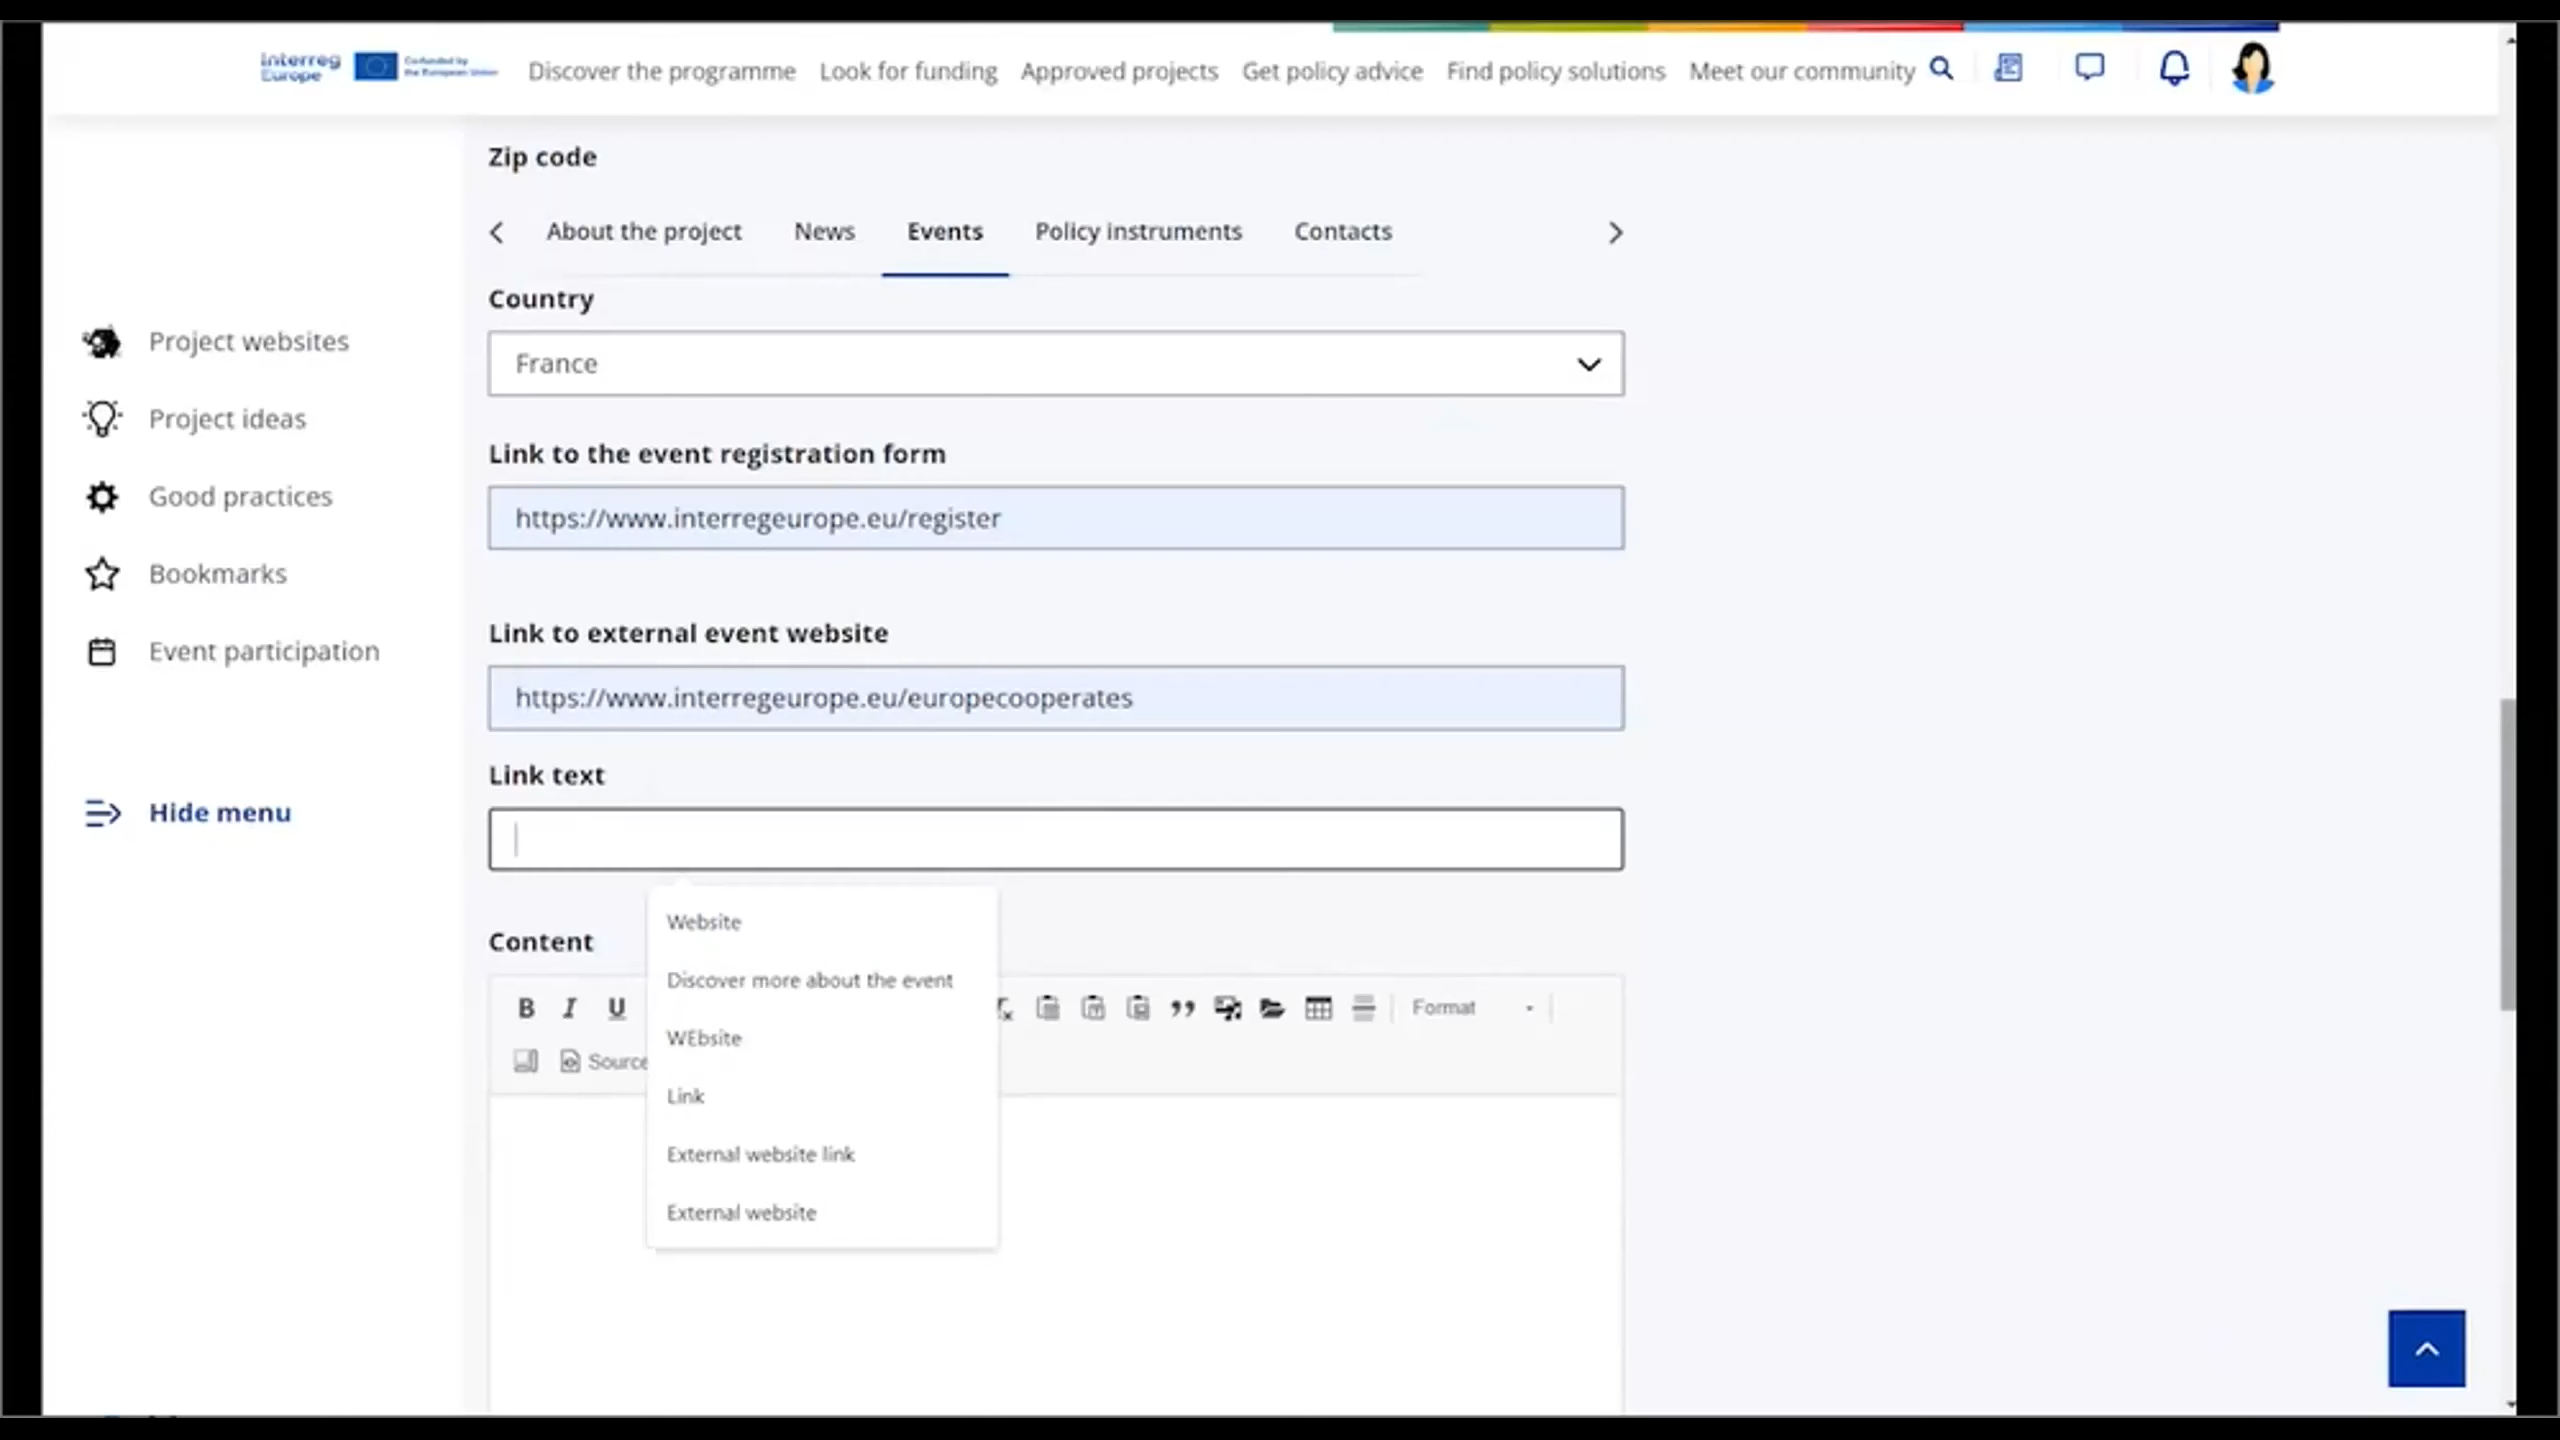 Interreg
Europe
Co-funded by
the European Union
Discover the programme
Look for funding
Approved projects
Get policy advice
Find policy solutions
Meet our community
Zip code
About the project
News
Events
Policy instruments
Contacts
Country
France
Project websites
Project ideas
Good practices
Bookmarks
Event participation
Hide menu
Link to the event registration form
https://www.interregeurope.eu/register
Link to external event website
https://www.interregeurope.eu/europecooperates
Link text
Website
Discover more about the event
WEbsite
Link
External website link
External website
Content
B I U
Format
Source